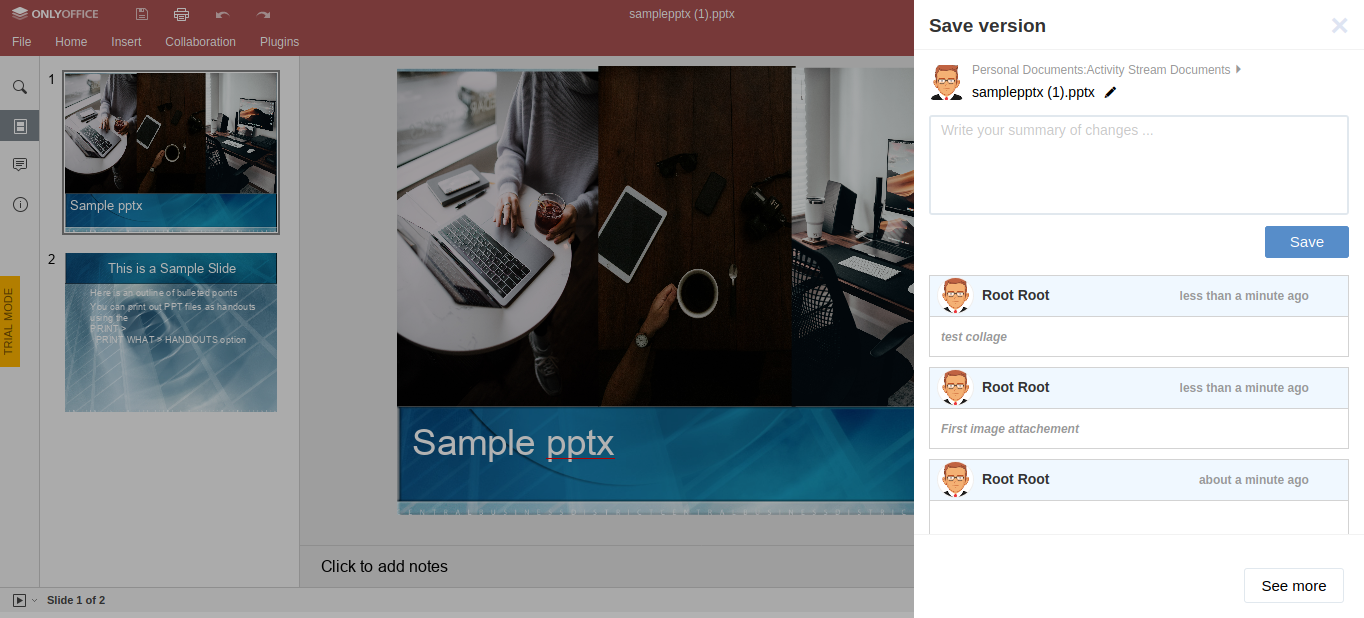 ONLYOFFICE
samplepptx (1).pptx
File Home Insert Collaboration Plugins
1
Sample pptx
2
This is a Sample Slide
Here is an outline of bulleted points
You can print out PPT files as handouts
using the
PRINT >
PRINT WHAT > HANDOUTS option
TRIAL MODE
Sample pptx
Click to add notes
Slide 1 of 2
Save version
Personal Documents:Activity Stream Documents
samplepptx (1).pptx
Write your summary of changes ...
Save
Root Root less than a minute ago
test collage
Root Root less than a minute ago
First image attachement
Root Root about a minute ago
See more